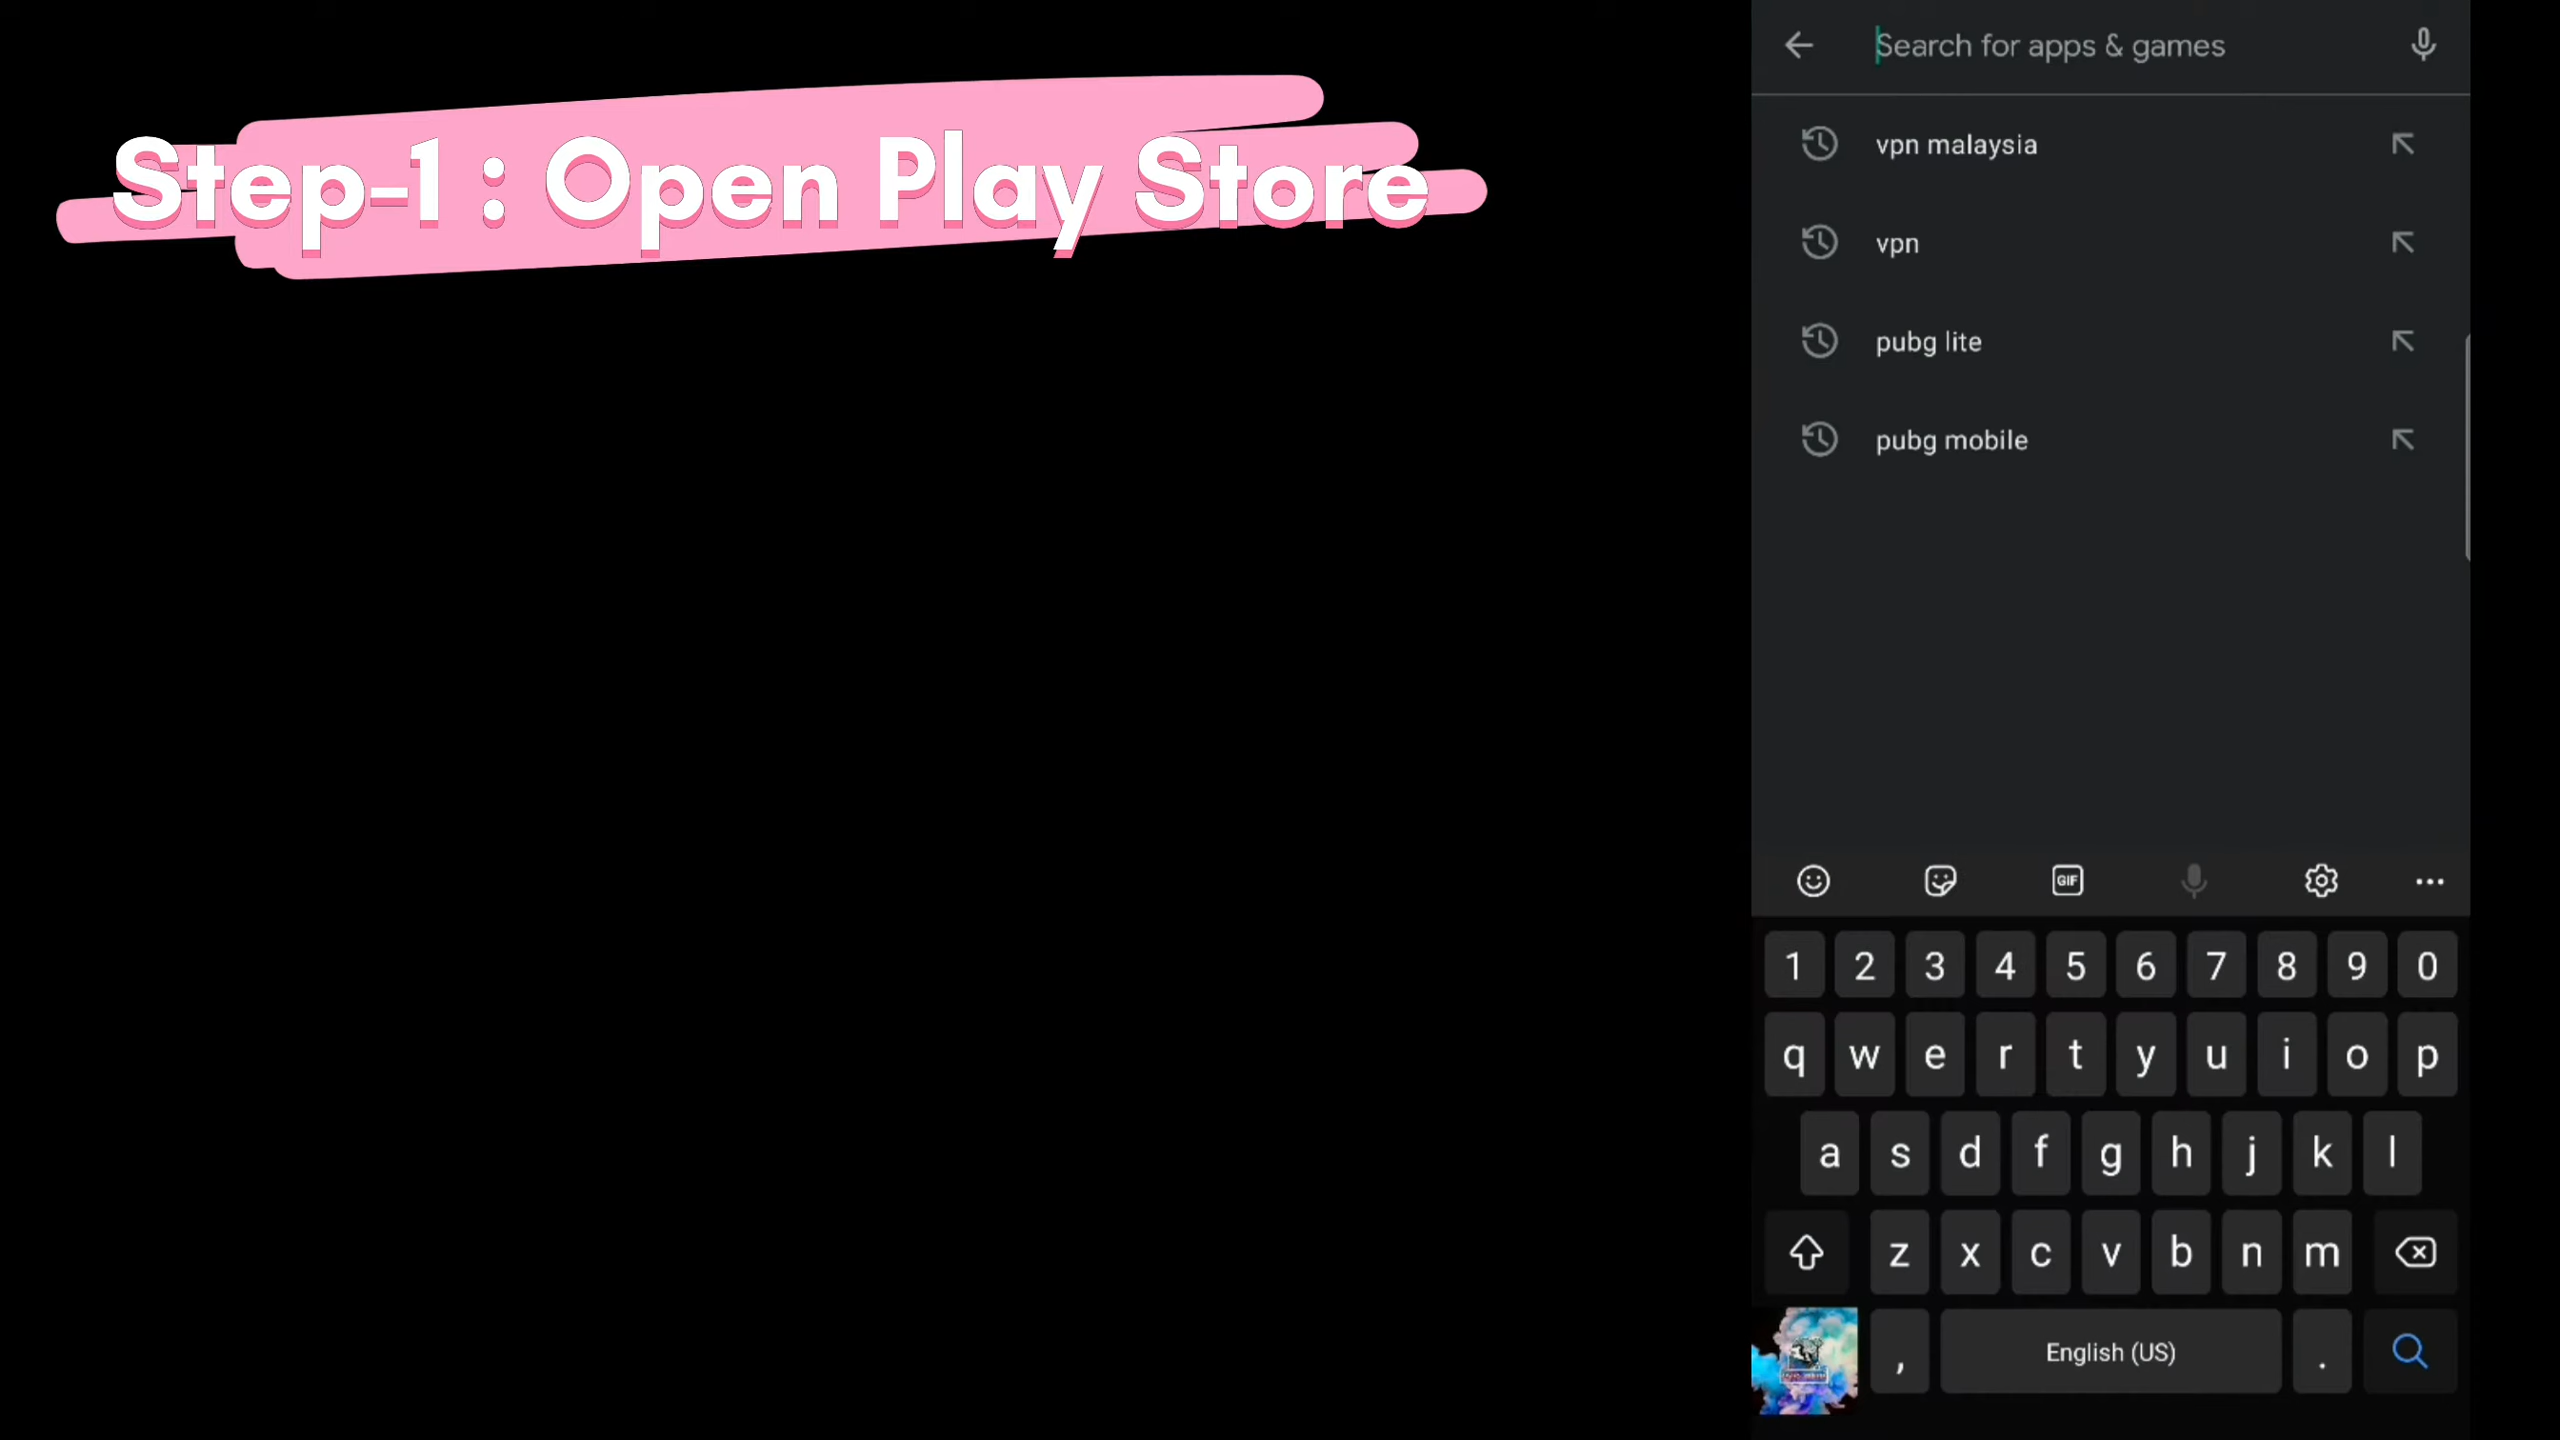 Step-1 : Open Play Store
Search for apps & games
vpn malaysia
vpn
pubg lite
pubg mobile
GIF
1 2 3 4 5 6 7 8 9 0
q w e r t y u i o p
a s d f g h j k l
z x c v b n m
, English (US) .